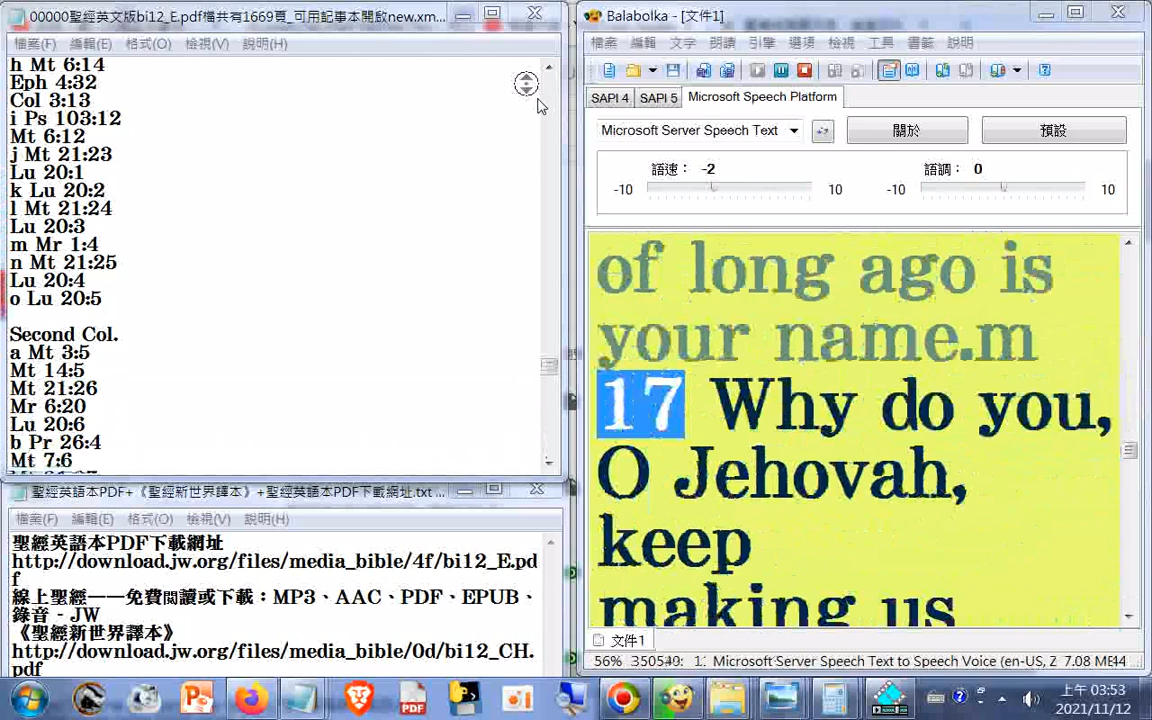 00000聖經英文版bi12_E.pdf檔共有1669頁_可用記事本開啟new.xm...
檔案(F) 編輯(E) 格式(O) 檢視(V) 說明(H)
h Mt 6:14
Eph 4:32
Col 3:13
i Ps 103:12
Mt 6:12
j Mt 21:23
Lu 20:1
k Lu 20:2
l Mt 21:24
Lu 20:3
m Mr 1:4
n Mt 21:25
Lu 20:4
o Lu 20:5
Second Col.
a Mt 3:5
Mt 14:5
Mt 21:26
Mr 6:20
Lu 20:6
b Pr 26:4
Mt 7:6
聖經英語本PDF+《聖經新世界譯本》+聖經英語本PDF下載網址.txt ...
檔案(F) 編輯(E) 格式(O) 檢視(V) 說明(H)
聖經英語本PDF下載網址
http://download.jw.org/files/media_bible/4f/bi12_E.pd
f
線上聖經——免費閱讀或下載：MP3、AAC、PDF、EPUB、
錄音 - JW
《聖經新世界譯本》
http://download.jw.org/files/media_bible/0d/bi12_CH.
pdf
Balabolka - [文件1]
檔案 編輯 文字 朗讀 引擎 選項 檢視 工具 書籤 說明
SAPI 4 SAPI 5 Microsoft Speech Platform
Microsoft Server Speech Text 關於 預設
語速： -2 語調： 0
-10 10 -10 10
of long ago is
your name.m
17 Why do you,
O Jehovah,
keep
making us
文件1
56% Microsoft Server Speech Text to Speech Voice (en-US, Z 7.08 ME
PDF
上午 03:53
2021/11/12